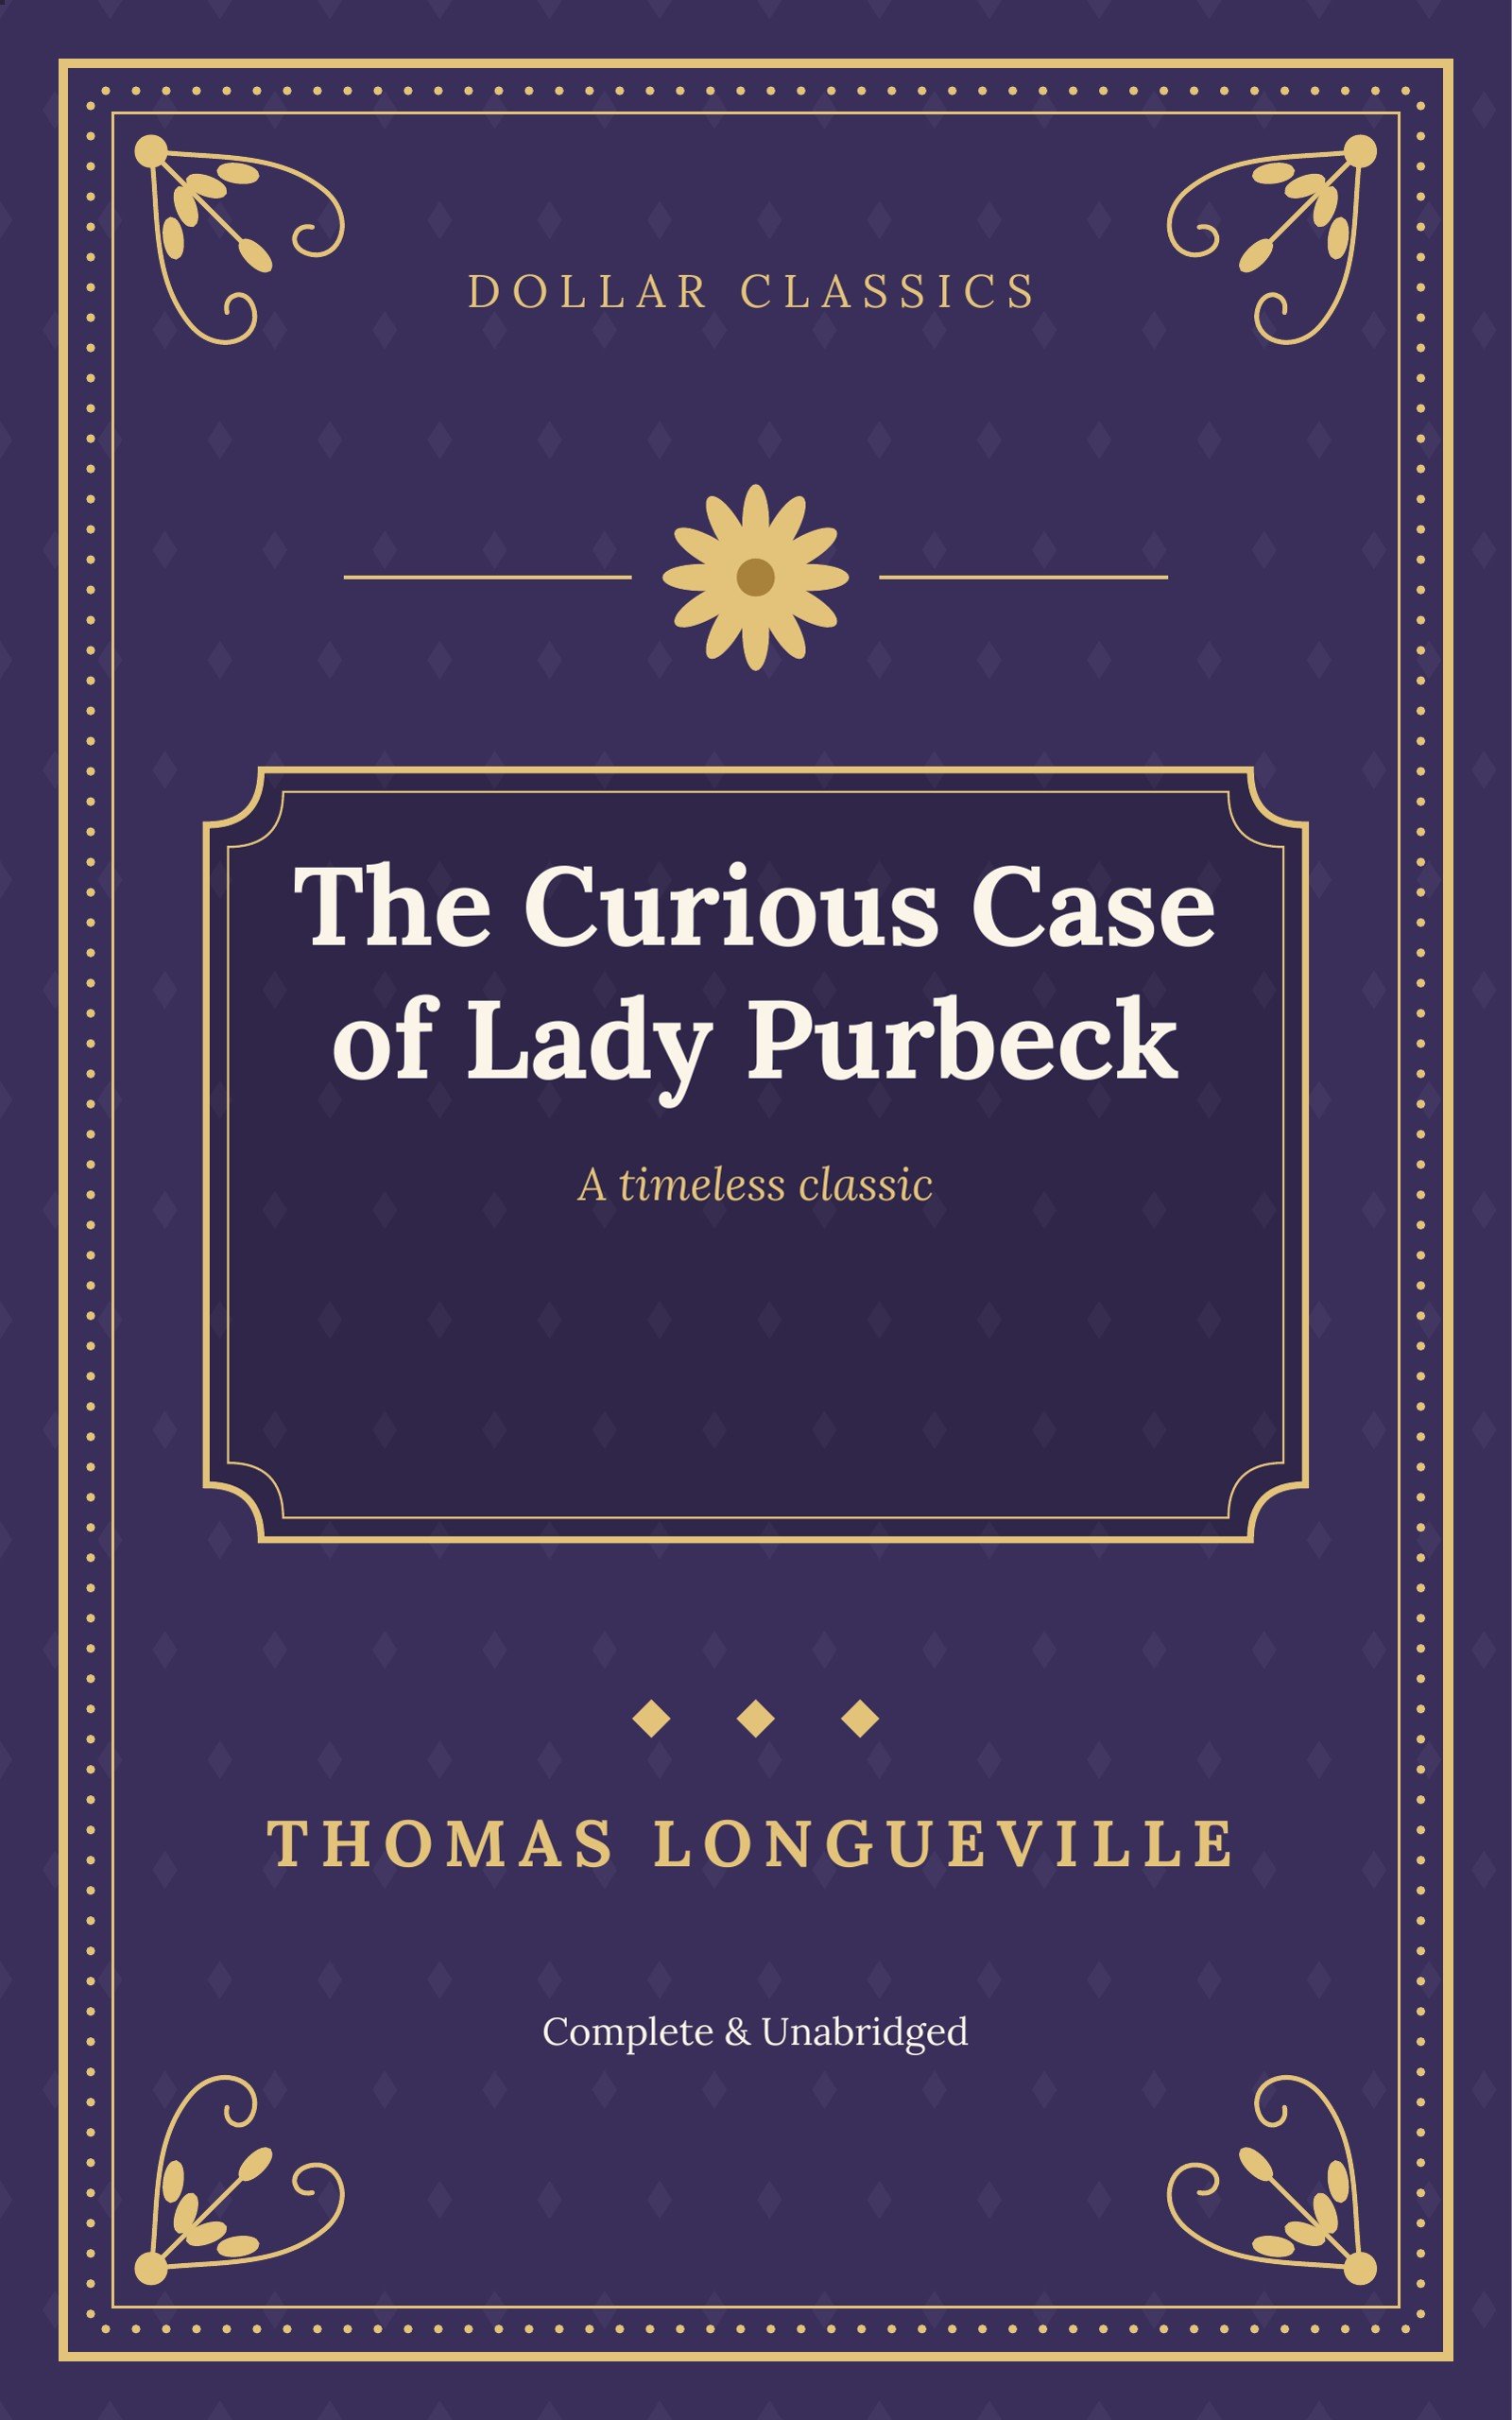 DOLLAR CLASSICS
The Curious Case
of Lady Purbeck
A timeless classic
THOMAS LONGUEVILLE
Complete & Unabridged